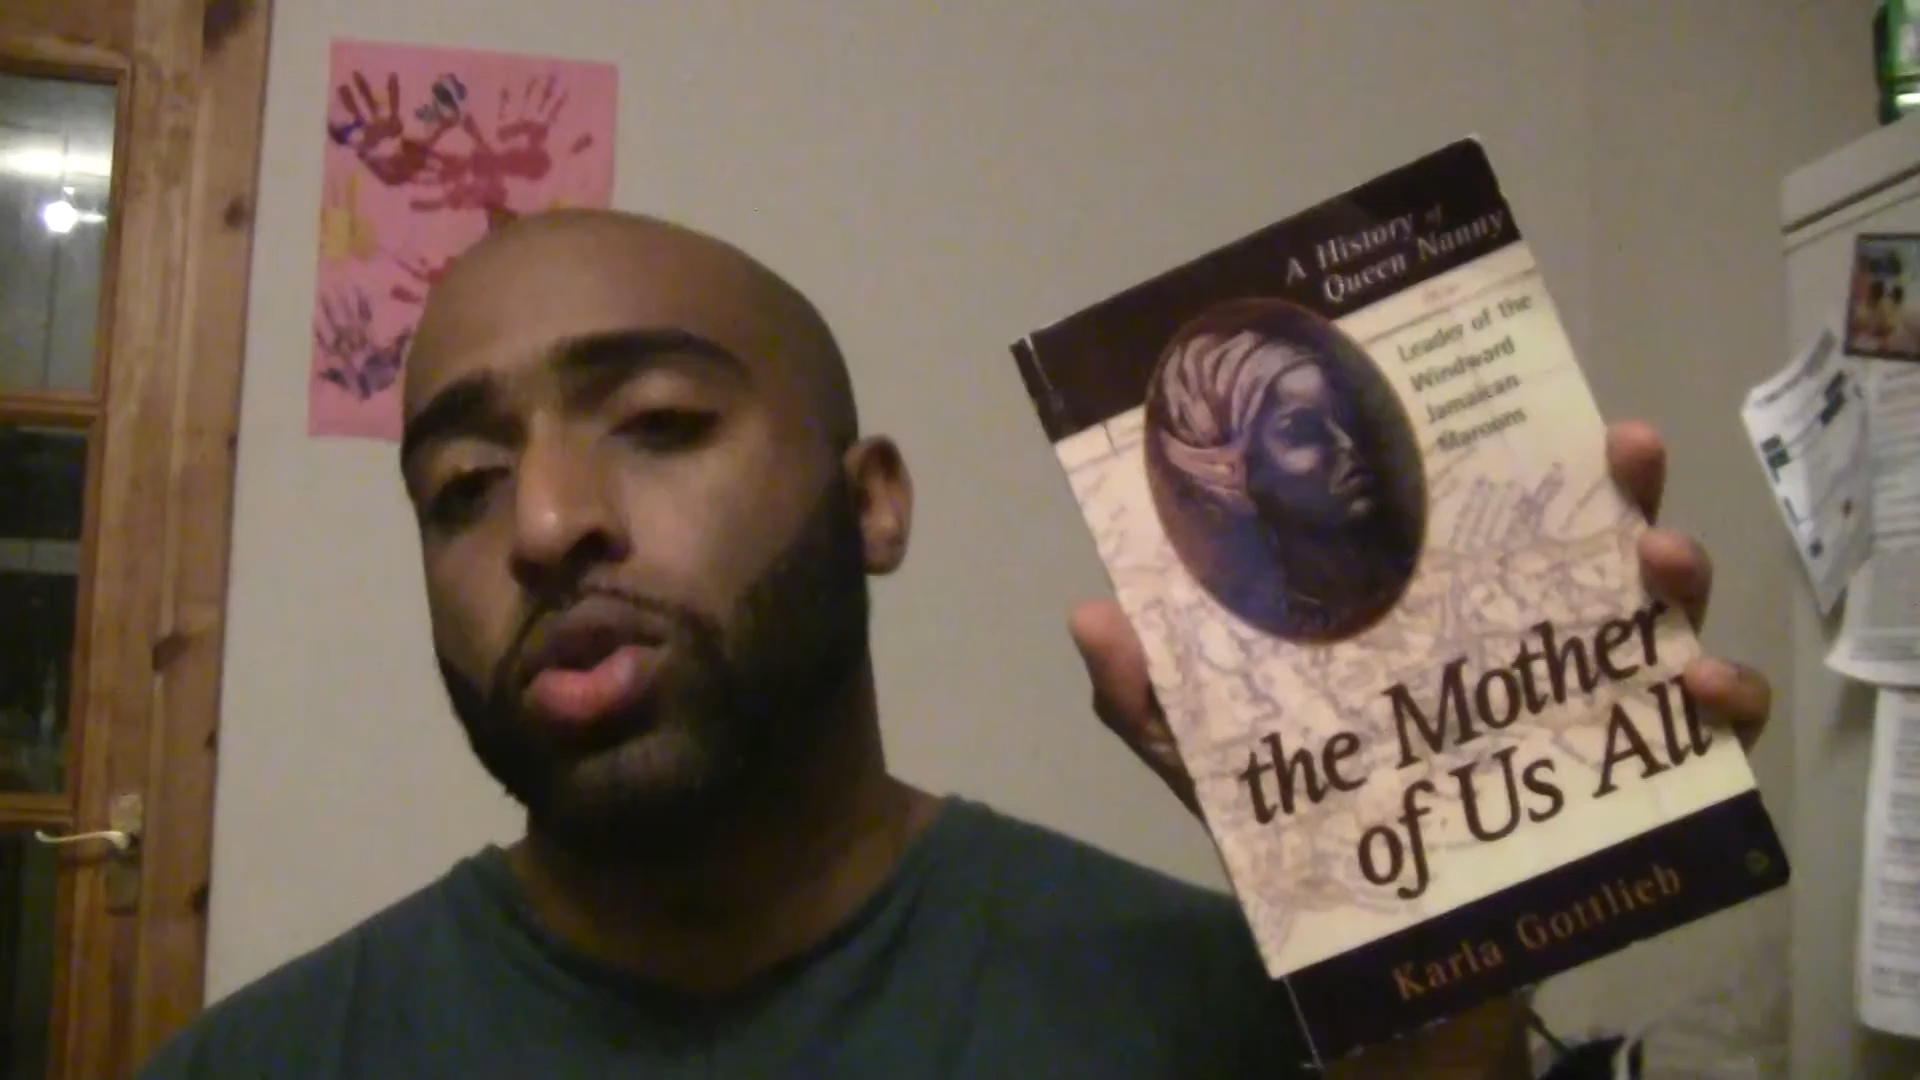 A History of
Queen Nanny
Leader of the
Windward
Jamaican
Maroons
the Mother
of Us All
Karla Gottlieb